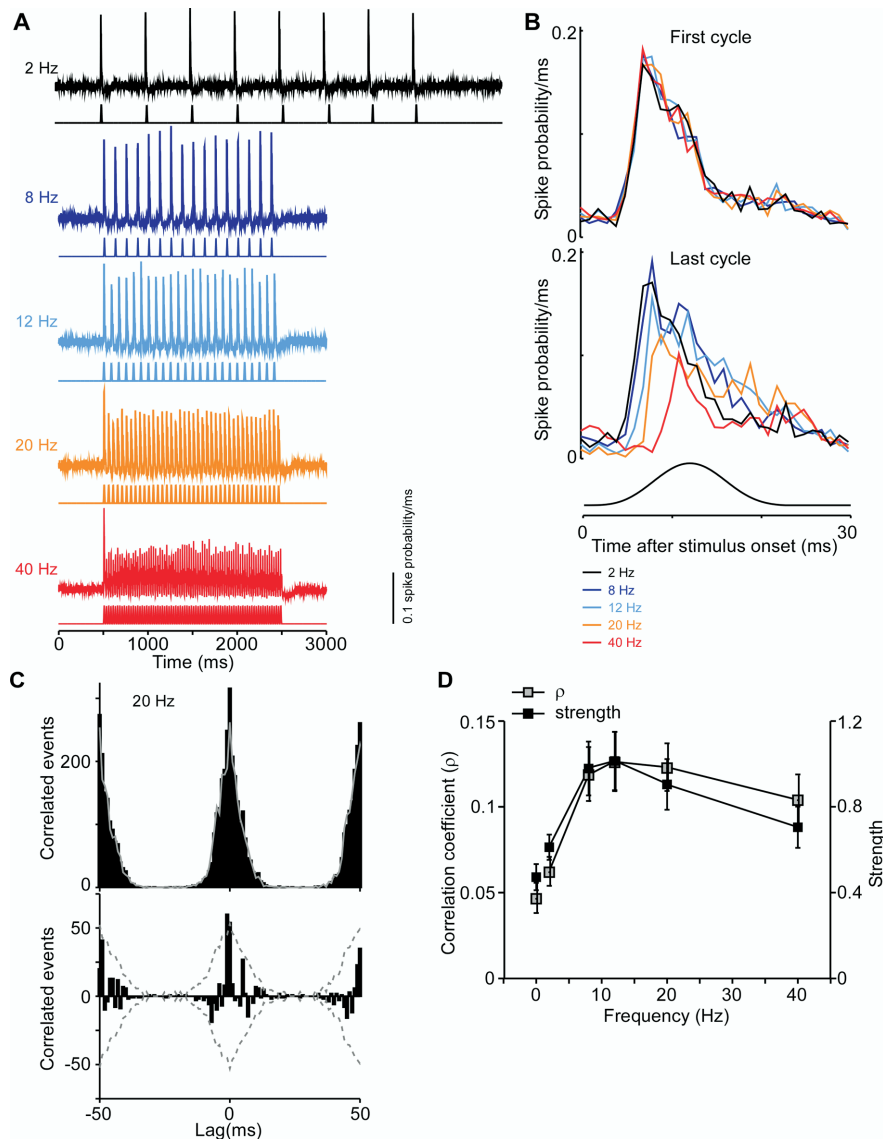 A
2 Hz
8 Hz
12 Hz
20 Hz
40 Hz
0.1 spike probability/ms
0
1000
2000
3000
Time (ms)
B
0.2
First cycle
Spike probability/ms
0
0.2
Last cycle
Spike probability/ms
0
0
30
Time after stimulus onset (ms)
2 Hz
8 Hz
12 Hz
20 Hz
40 Hz
C
20 Hz
Correlated events
200
0
Correlated events
50
0
-50
-50
0
50
Lag(ms)
D
ρ
strength
0.15
0.10
0.05
0
Correlation coefficient (ρ)
1.2
0.8
0.4
0
Strength
0
10
20
30
40
Frequency (Hz)